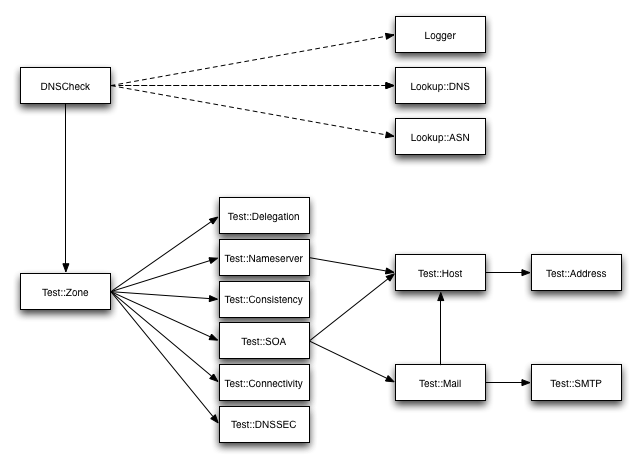 Logger
DNSCheck
Lookup::DNS
Lookup::ASN
Test::Delegation
Test::Nameserver
Test::Host
Test::Address
Test::Zone
Test::Consistency
Test::SOA
Test::Connectivity
Test::Mail
Test::SMTP
Test::DNSSEC